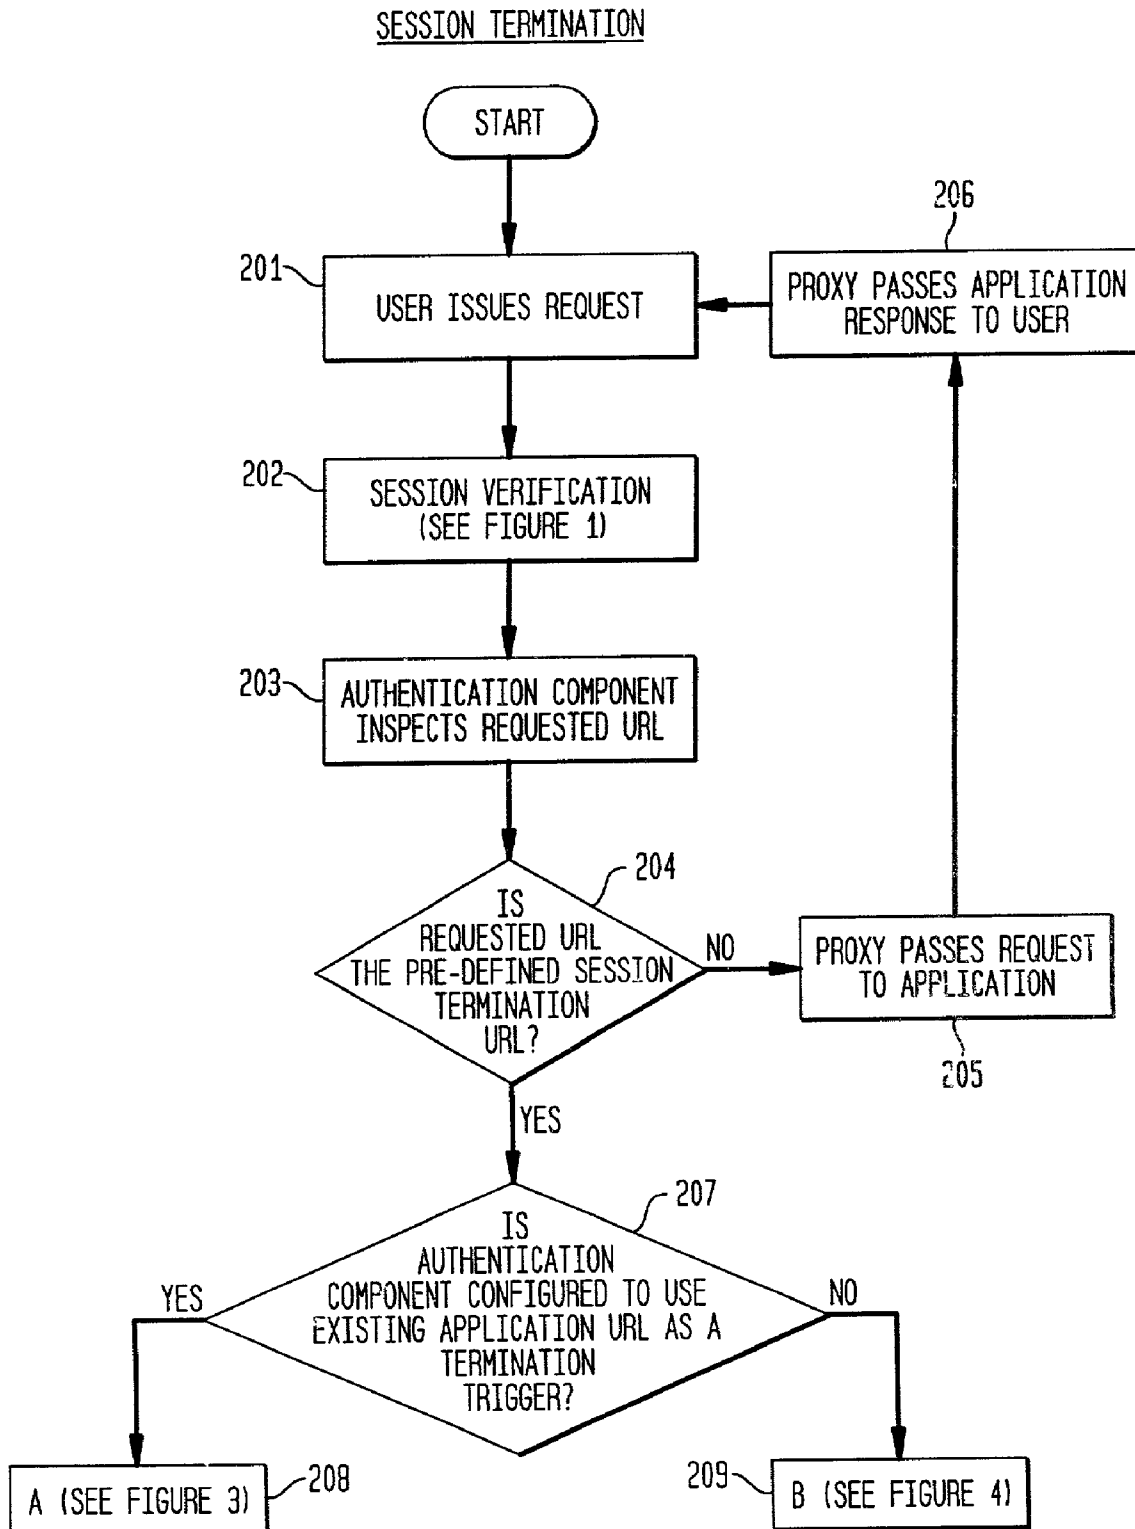 SESSION TERMINATION
START
206
201
USER ISSUES REQUEST
PROXY PASSES APPLICATION
RESPONSE TO USER
202
SESSION VERIFICATION
(SEE FIGURE 1)
203
AUTHENTICATION COMPONENT
INSPECTS REQUESTED URL
204
IS
REQUESTED URL
THE PRE-DEFINED SESSION
TERMINATION
URL?
NO
PROXY PASSES REQUEST
TO APPLICATION
205
YES
207
IS
AUTHENTICATION
COMPONENT CONFIGURED TO USE
EXISTING APPLICATION URL AS A
TERMINATION
TRIGGER?
YES
NO
A (SEE FIGURE 3)
208
209
B (SEE FIGURE 4)